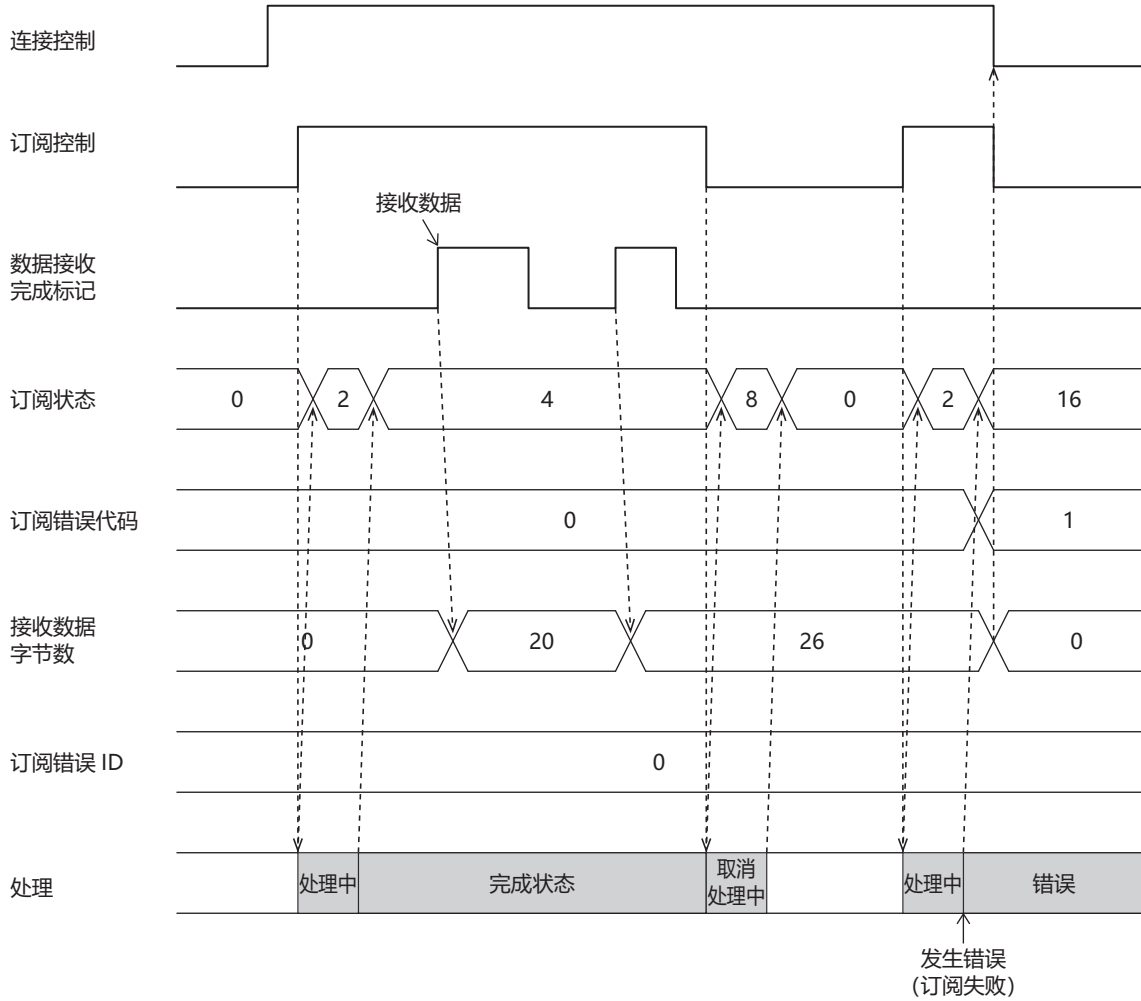 连接控制
订阅控制
接收数据
数据接收
完成标记
订阅状态
0
2
4
8
0
2
16
订阅错误代码
0
1
接收数据
字节数
0
20
26
0
订阅错误 ID
0
处理
处理中
完成状态
取消
处理中
处理中
错误
发生错误
(订阅失败)